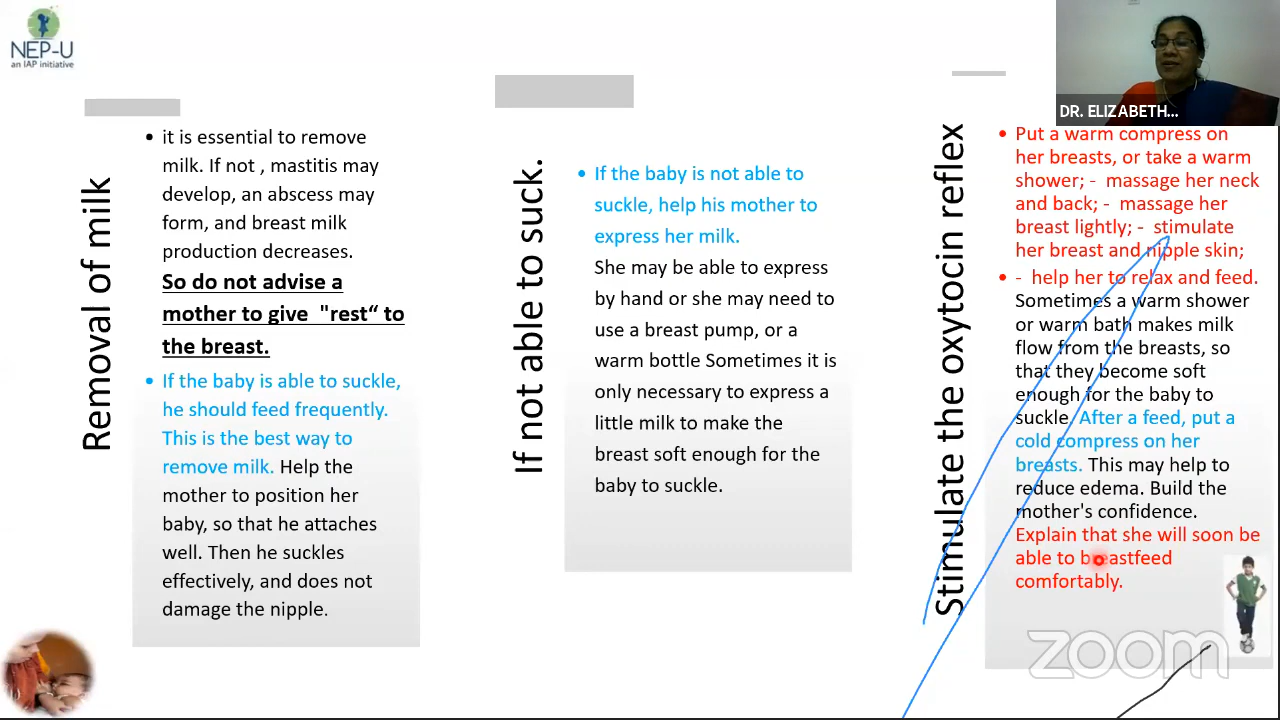 NEP-U
an IAP initiative
DR. ELIZABETH...
Removal of milk
• it is essential to remove
milk. If not , mastitis may
develop, an abscess may
form, and breast milk
production decreases.
So do not advise a
mother to give "rest“ to
the breast.
• If the baby is able to suckle,
he should feed frequently.
This is the best way to
remove milk. Help the
mother to position her
baby, so that he attaches
well. Then he suckles
effectively, and does not
damage the nipple.
If not able to suck.
• If the baby is not able to
suckle, help his mother to
express her milk.
She may be able to express
by hand or she may need to
use a breast pump, or a
warm bottle Sometimes it is
only necessary to express a
little milk to make the
breast soft enough for the
baby to suckle.
Stimulate the oxytocin reflex
• Put a warm compress on
her breasts, or take a warm
shower; - massage her neck
and back; - massage her
breast lightly; - stimulate
her breast and nipple skin;
• - help her to relax and feed.
Sometimes a warm shower
or warm bath makes milk
flow from the breasts, so
that they become soft
enough for the baby to
suckle. After a feed, put a
cold compress on her
breasts. This may help to
reduce edema. Build the
mother's confidence.
Explain that she will soon be
able to breastfeed
comfortably.
zoom